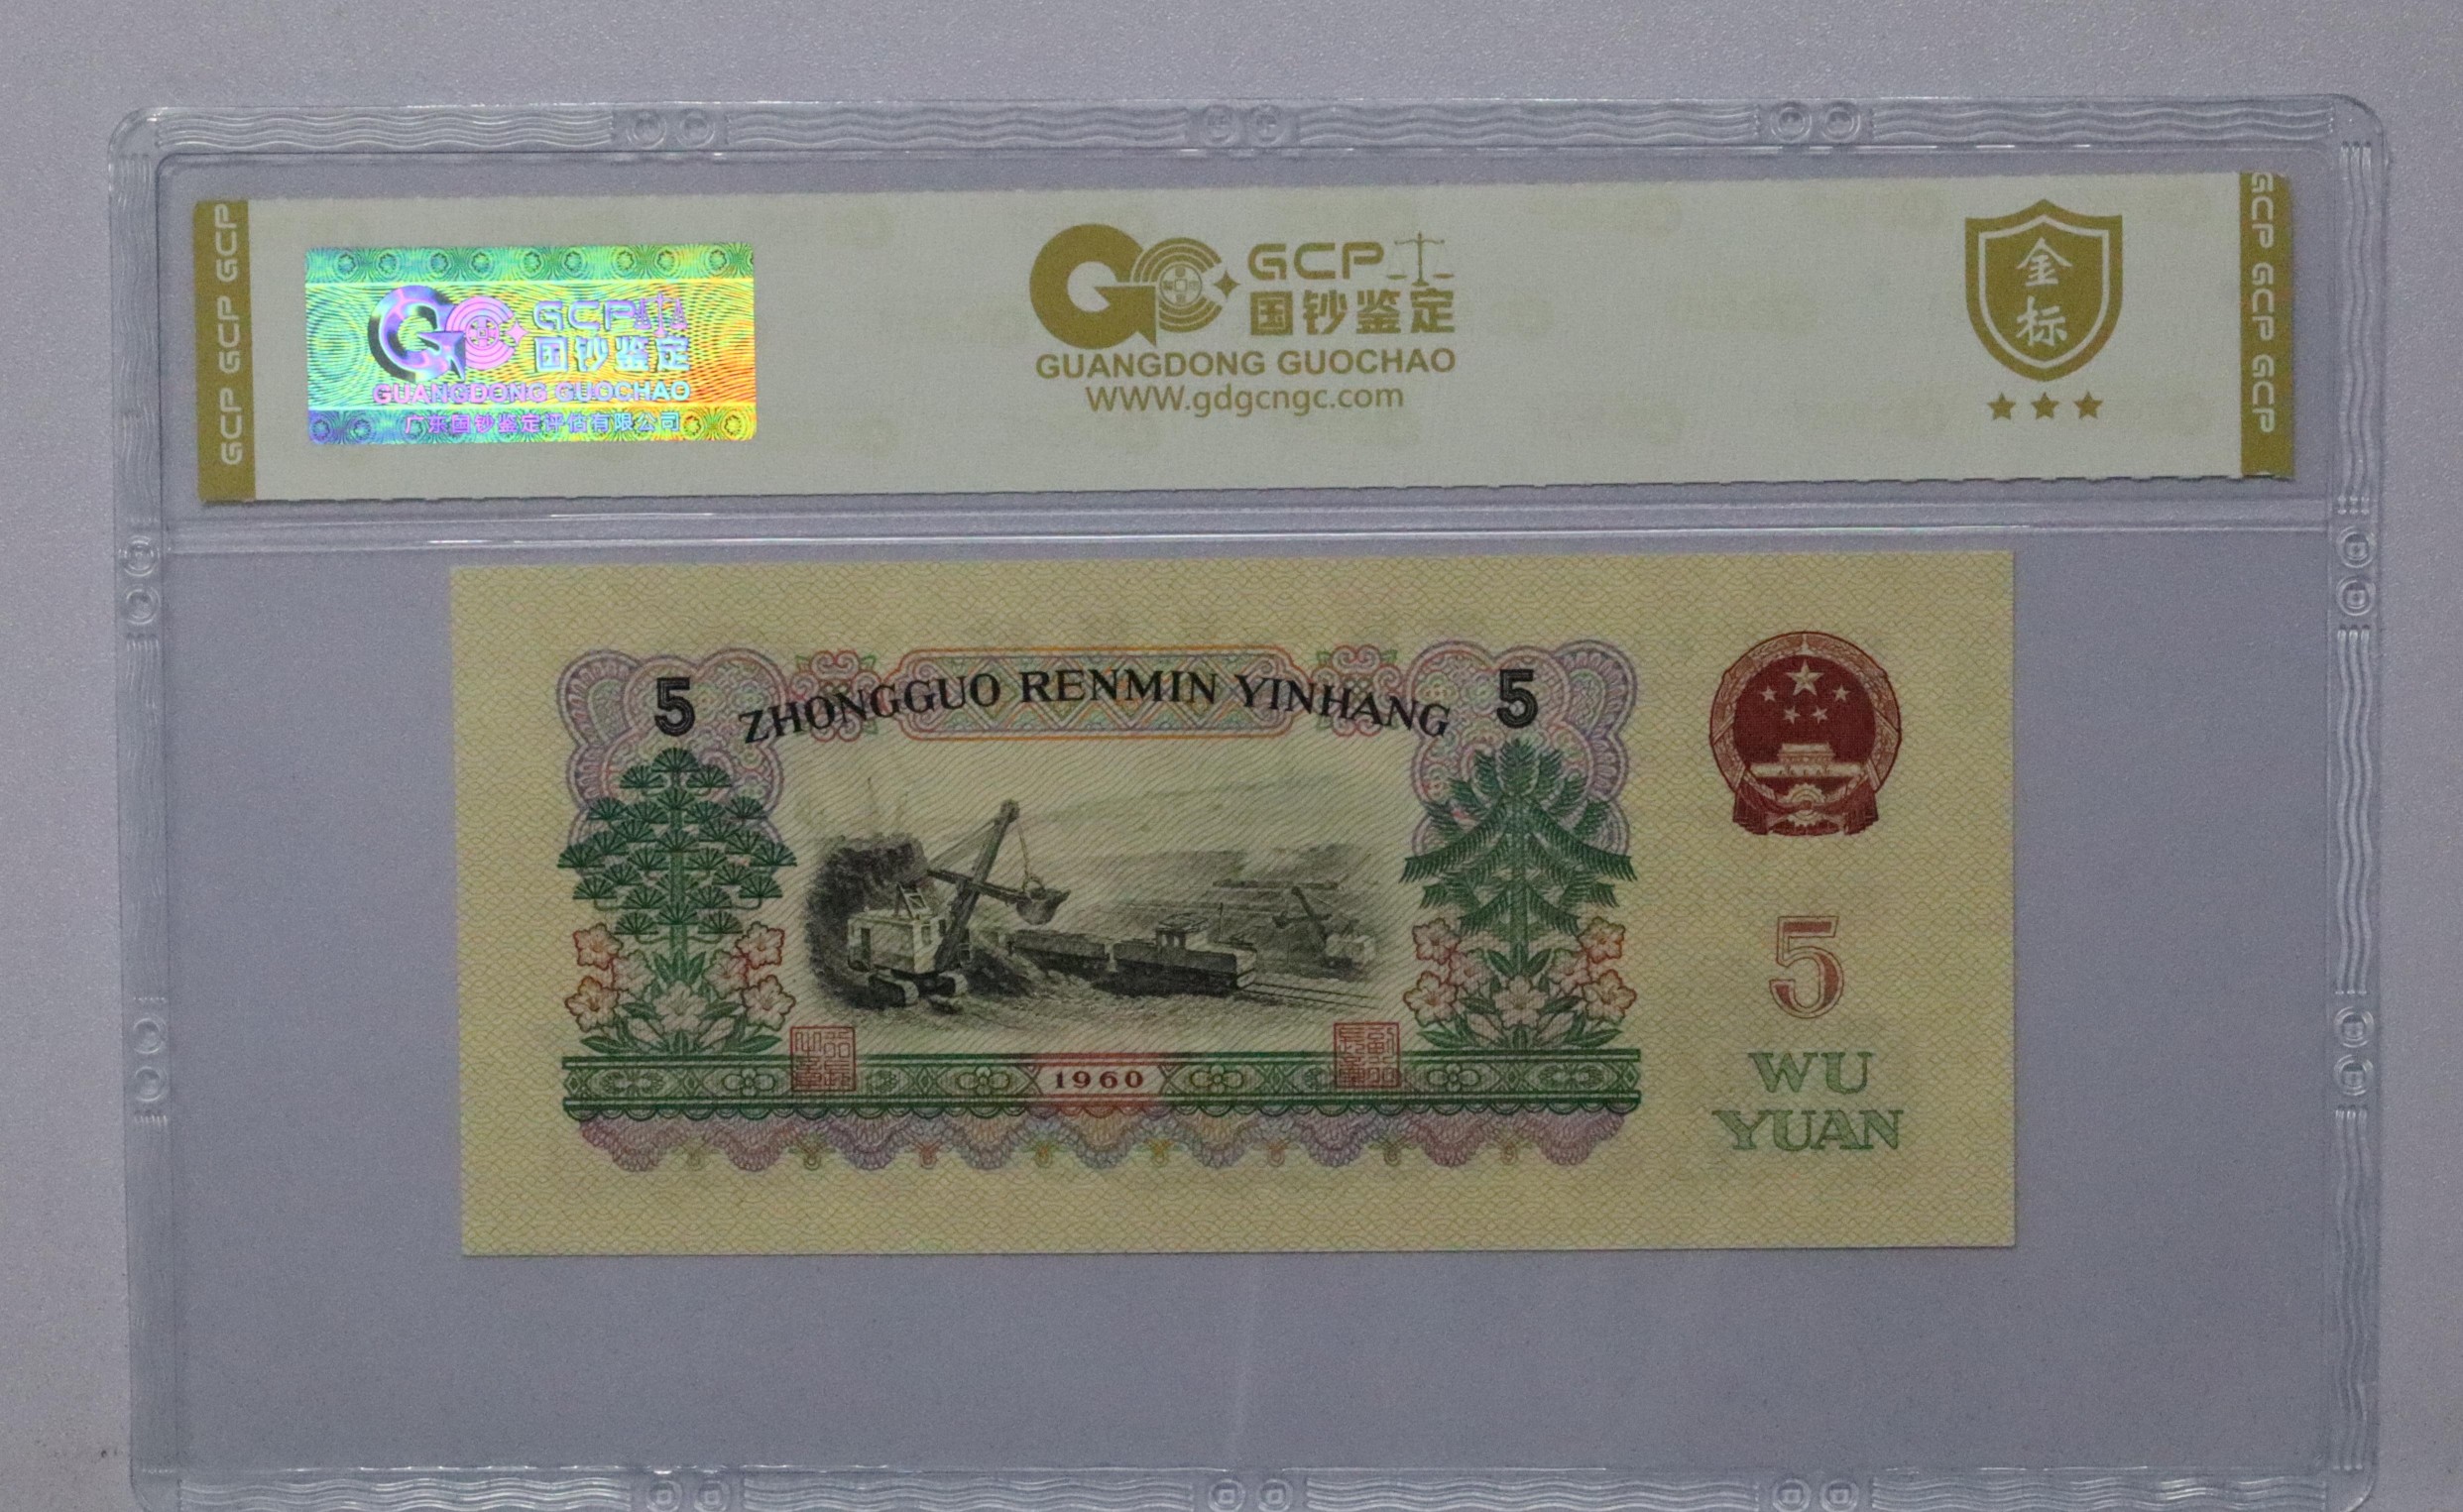 GCP GCP GCP
GCP
国钞鉴定
GUANGDONG GUOCHAO
广东国钞鉴定评估有限公司
GCP
国钞鉴定
GUANGDONG GUOCHAO
WWW.gdgcngc.com
金
标
GCP GCP GCP GCP
5 ZHONGGUO RENMIN YINHANG 5
5
WU
YUAN
1960